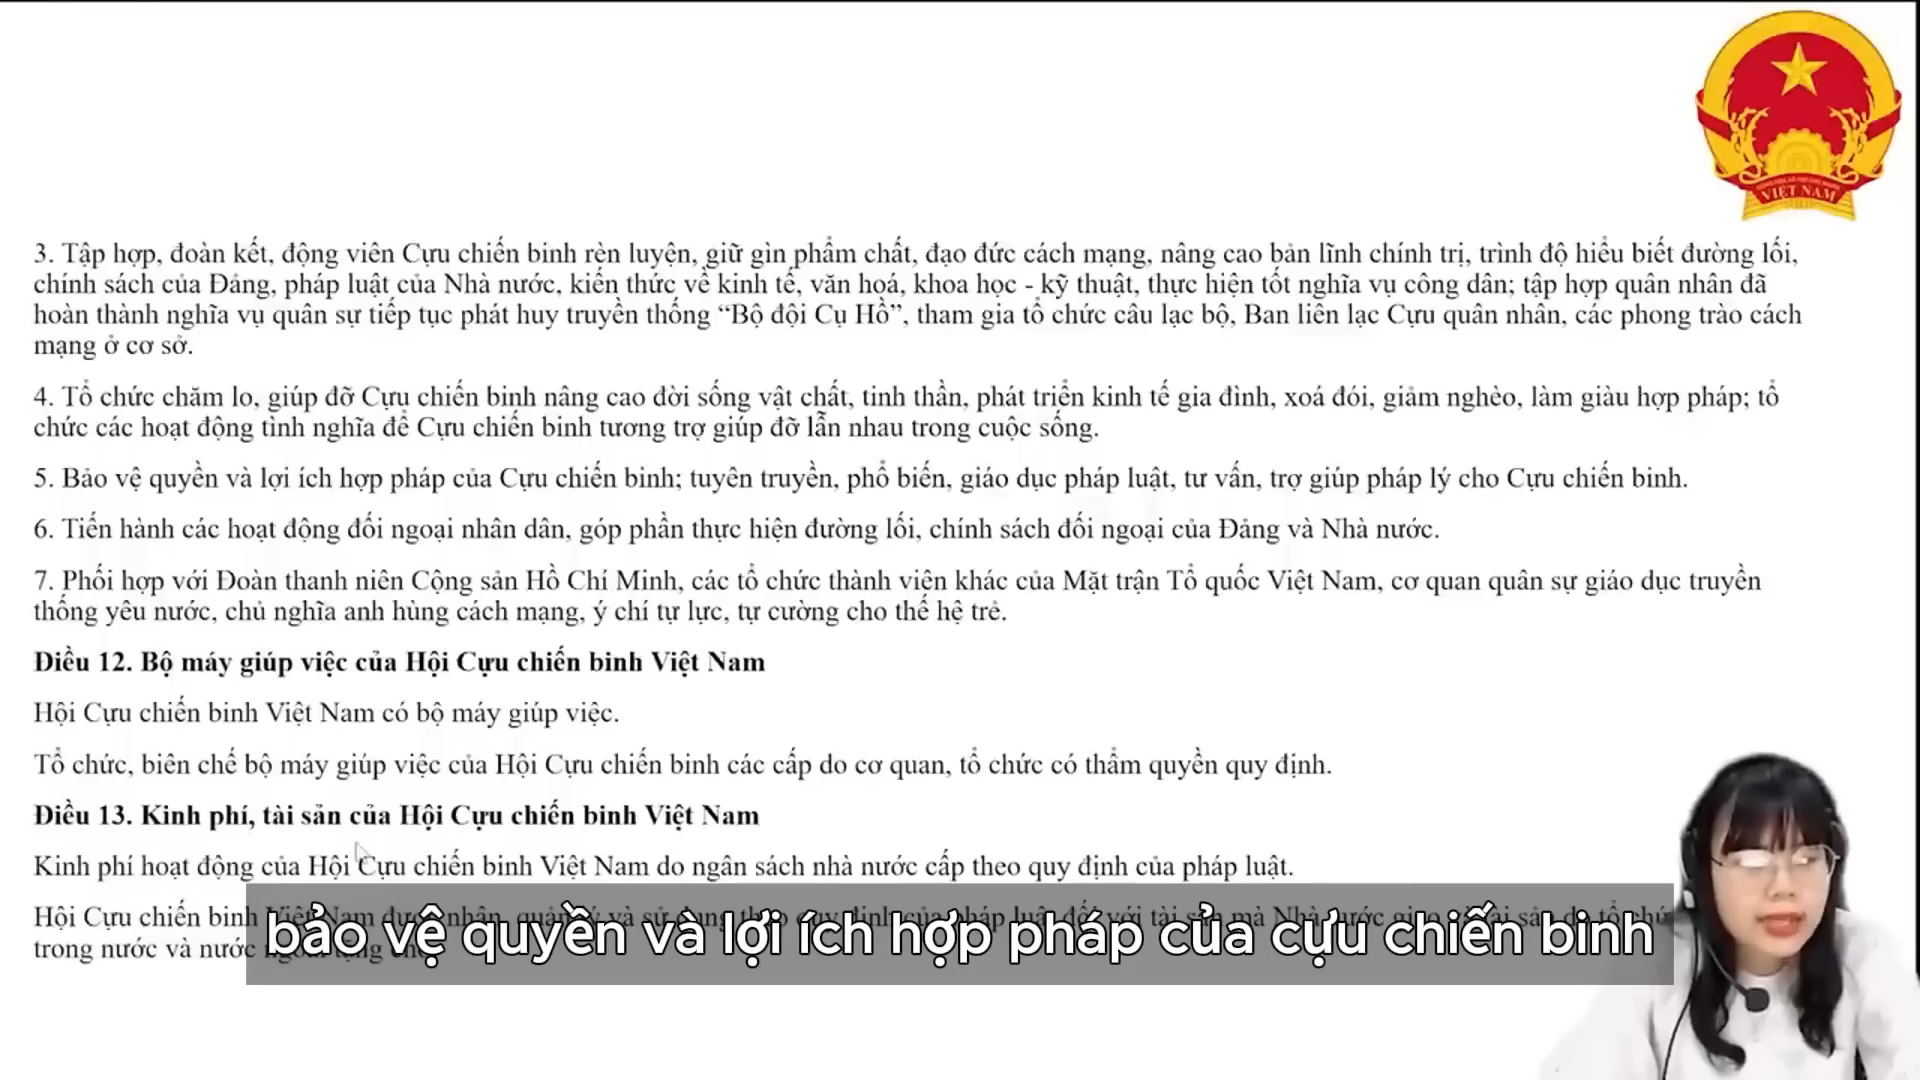 VIỆT NAM
3. Tập hợp, đoàn kết, động viên Cựu chiến binh rèn luyện, giữ gìn phẩm chất, đạo đức cách mạng, nâng cao bản lĩnh chính trị, trình độ hiểu biết đường lối,
chính sách của Đảng, pháp luật của Nhà nước, kiến thức về kinh tế, văn hoá, khoa học - kỹ thuật, thực hiện tốt nghĩa vụ công dân; tập hợp quân nhân đã
hoàn thành nghĩa vụ quân sự tiếp tục phát huy truyền thống “Bộ đội Cụ Hồ”, tham gia tổ chức câu lạc bộ, Ban liên lạc Cựu quân nhân, các phong trào cách
mạng ở cơ sở.
4. Tổ chức chăm lo, giúp đỡ Cựu chiến binh nâng cao đời sống vật chất, tinh thần, phát triển kinh tế gia đình, xoá đói, giảm nghèo, làm giàu hợp pháp; tổ
chức các hoạt động tình nghĩa để Cựu chiến binh tương trợ giúp đỡ lẫn nhau trong cuộc sống.
5. Bảo vệ quyền và lợi ích hợp pháp của Cựu chiến binh; tuyên truyền, phổ biến, giáo dục pháp luật, tư vấn, trợ giúp pháp lý cho Cựu chiến binh.
6. Tiến hành các hoạt động đối ngoại nhân dân, góp phần thực hiện đường lối, chính sách đối ngoại của Đảng và Nhà nước.
7. Phối hợp với Đoàn thanh niên Cộng sản Hồ Chí Minh, các tổ chức thành viên khác của Mặt trận Tổ quốc Việt Nam, cơ quan quân sự giáo dục truyền
thống yêu nước, chủ nghĩa anh hùng cách mạng, ý chí tự lực, tự cường cho thế hệ trẻ.
Điều 12. Bộ máy giúp việc của Hội Cựu chiến binh Việt Nam
Hội Cựu chiến binh Việt Nam có bộ máy giúp việc.
Tổ chức, biên chế bộ máy giúp việc của Hội Cựu chiến binh các cấp do cơ quan, tổ chức có thẩm quyền quy định.
Điều 13. Kinh phí, tài sản của Hội Cựu chiến binh Việt Nam
Kinh phí hoạt động của Hội Cựu chiến binh Việt Nam do ngân sách nhà nước cấp theo quy định của pháp luật.
Hội Cựu chiến binh Việt Nam
trong nước và nước
bảo vệ quyền và lợi ích hợp pháp của cựu chiến binh